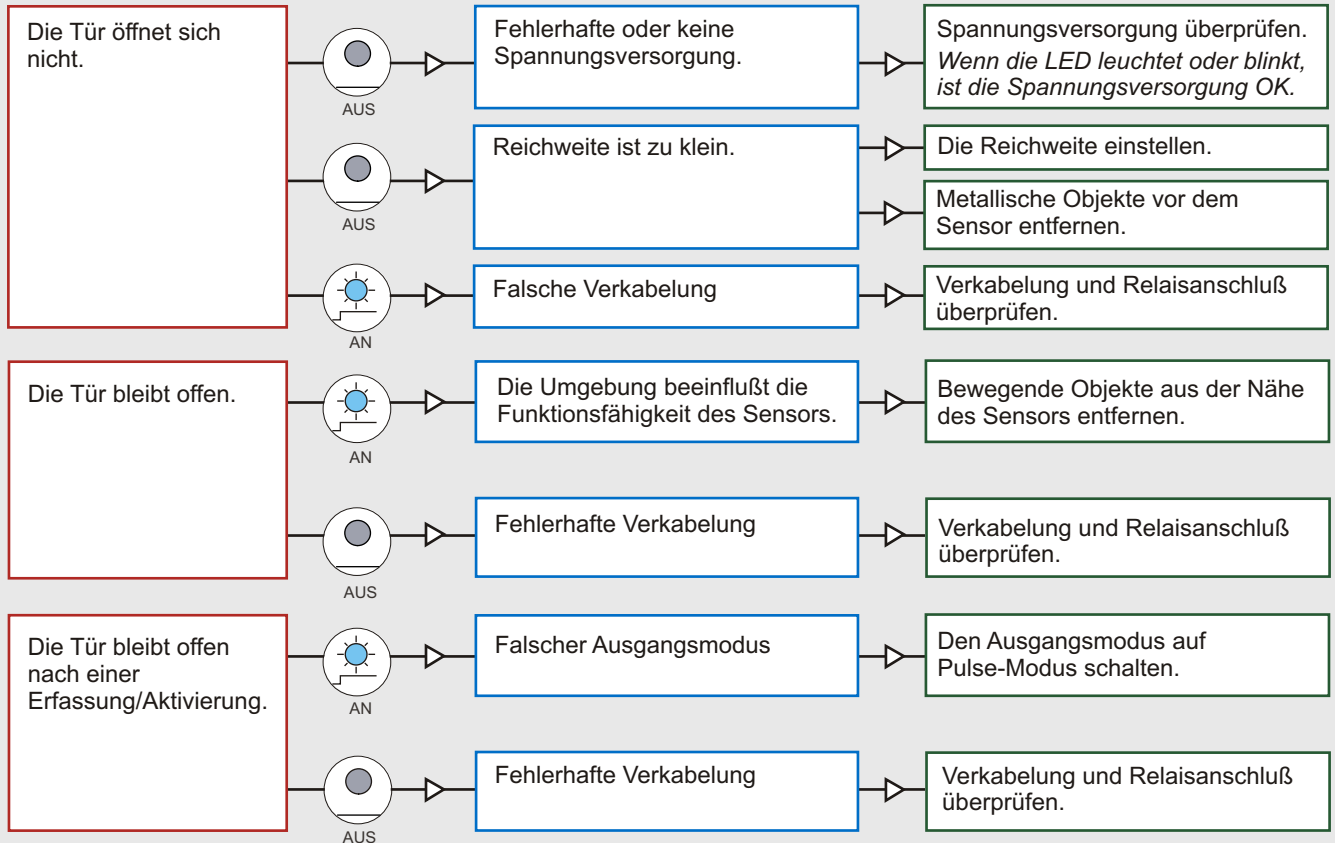 Die Tür öffnet sich
nicht.
AUS
Fehlerhafte oder keine
Spannungsversorgung.
Spannungsversorgung überprüfen.
Wenn die LED leuchtet oder blinkt,
ist die Spannungsversorgung OK.
AUS
Reichweite ist zu klein.
Die Reichweite einstellen.
Metallische Objekte vor dem
Sensor entfernen.
AN
Falsche Verkabelung
Verkabelung und Relaisanschluß
überprüfen.
Die Tür bleibt offen.
AN
Die Umgebung beeinflußt die
Funktionsfähigkeit des Sensors.
Bewegende Objekte aus der Nähe
des Sensors entfernen.
AUS
Fehlerhafte Verkabelung
Verkabelung und Relaisanschluß
überprüfen.
Die Tür bleibt offen
nach einer
Erfassung/Aktivierung.
AN
Falscher Ausgangsmodus
Den Ausgangsmodus auf
Pulse-Modus schalten.
AUS
Fehlerhafte Verkabelung
Verkabelung und Relaisanschluß
überprüfen.